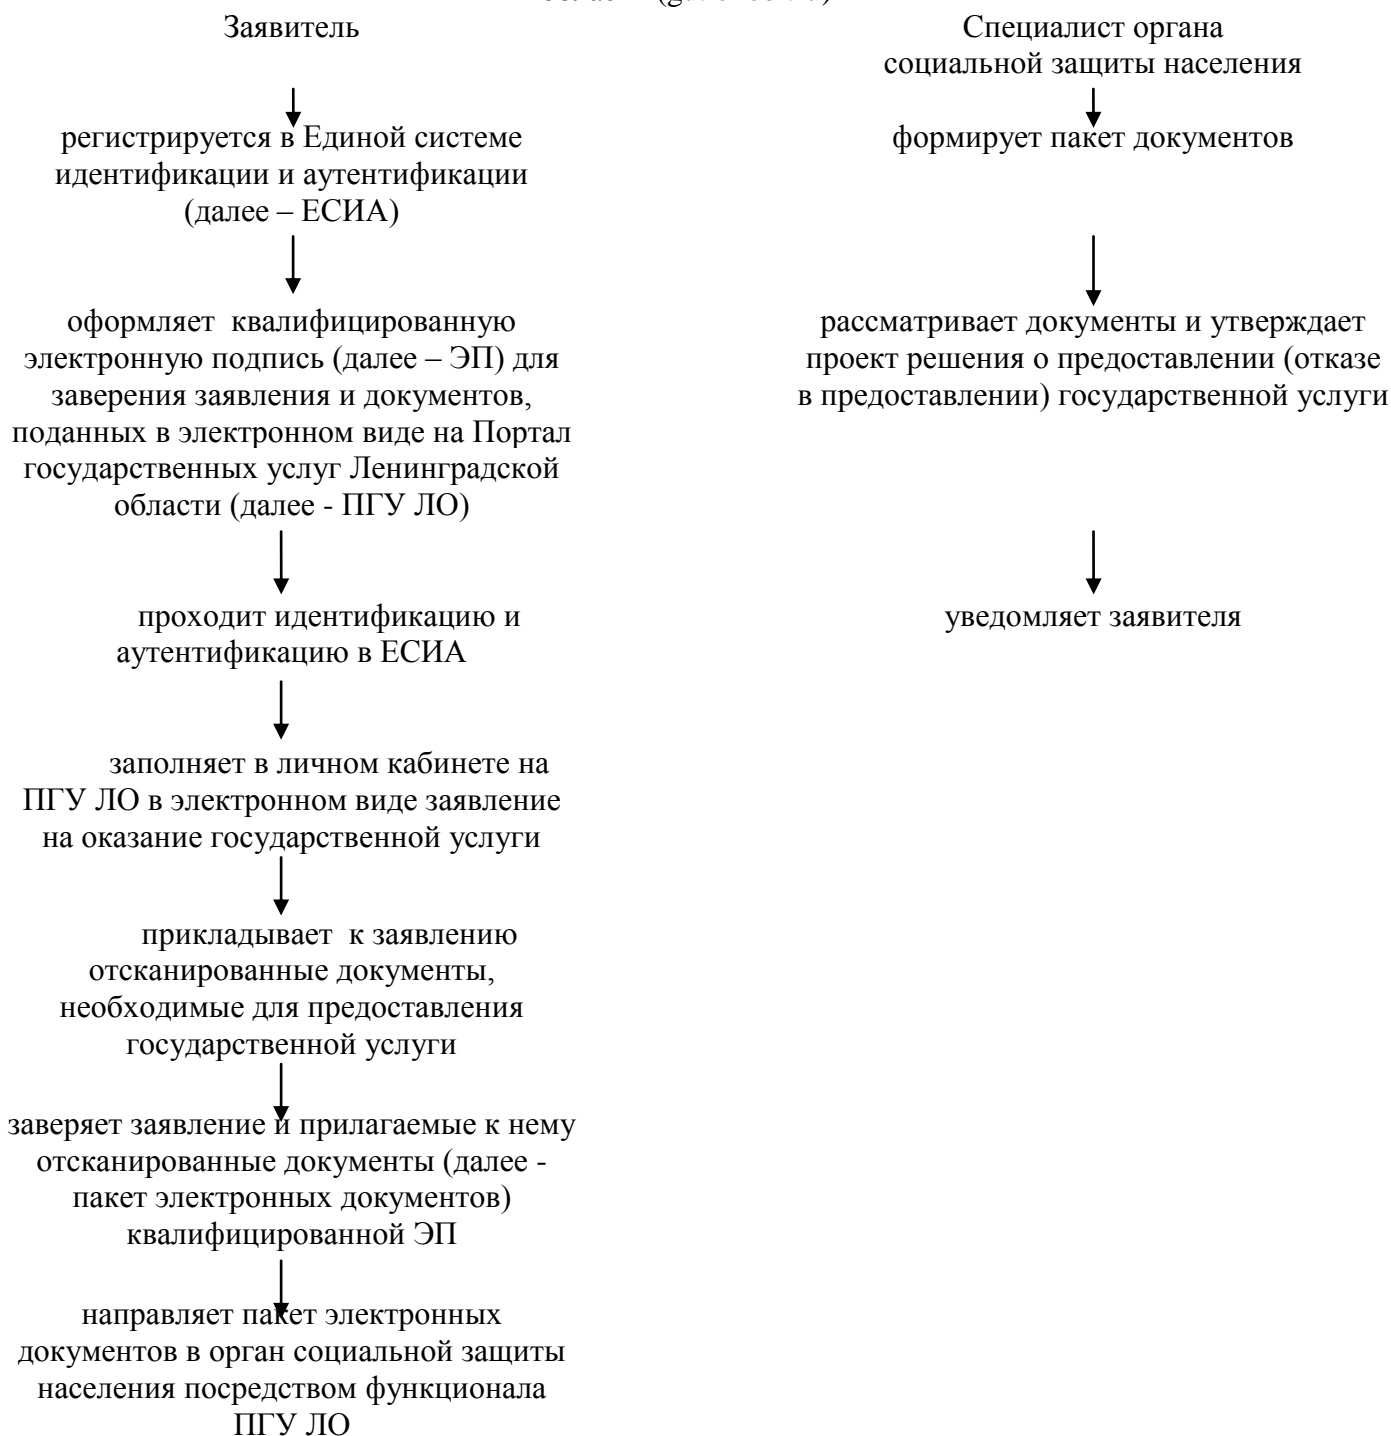 Заявитель
регистрируется в Единой системе
идентификации и аутентификации
(далее – ЕСИА)
оформляет квалифицированную
электронную подпись (далее – ЭП) для
заверения заявления и документов,
поданных в электронном виде на Портал
государственных услуг Ленинградской
области (далее - ПГУ ЛО)
проходит идентификацию и
аутентификацию в ЕСИА
заполняет в личном кабинете на
ПГУ ЛО в электронном виде заявление
на оказание государственной услуги
прикладывает к заявлению
отсканированные документы,
необходимые для предоставления
государственной услуги
заверяет заявление и прилагаемые к нему
отсканированные документы (далее -
пакет электронных документов)
квалифицированной ЭП
направляет пакет электронных
документов в орган социальной защиты
населения посредством функционала
ПГУ ЛО
Специалист органа
социальной защиты населения
формирует пакет документов
рассматривает документы и утверждает
проект решения о предоставлении (отказе
в предоставлении) государственной услуги
уведомляет заявителя